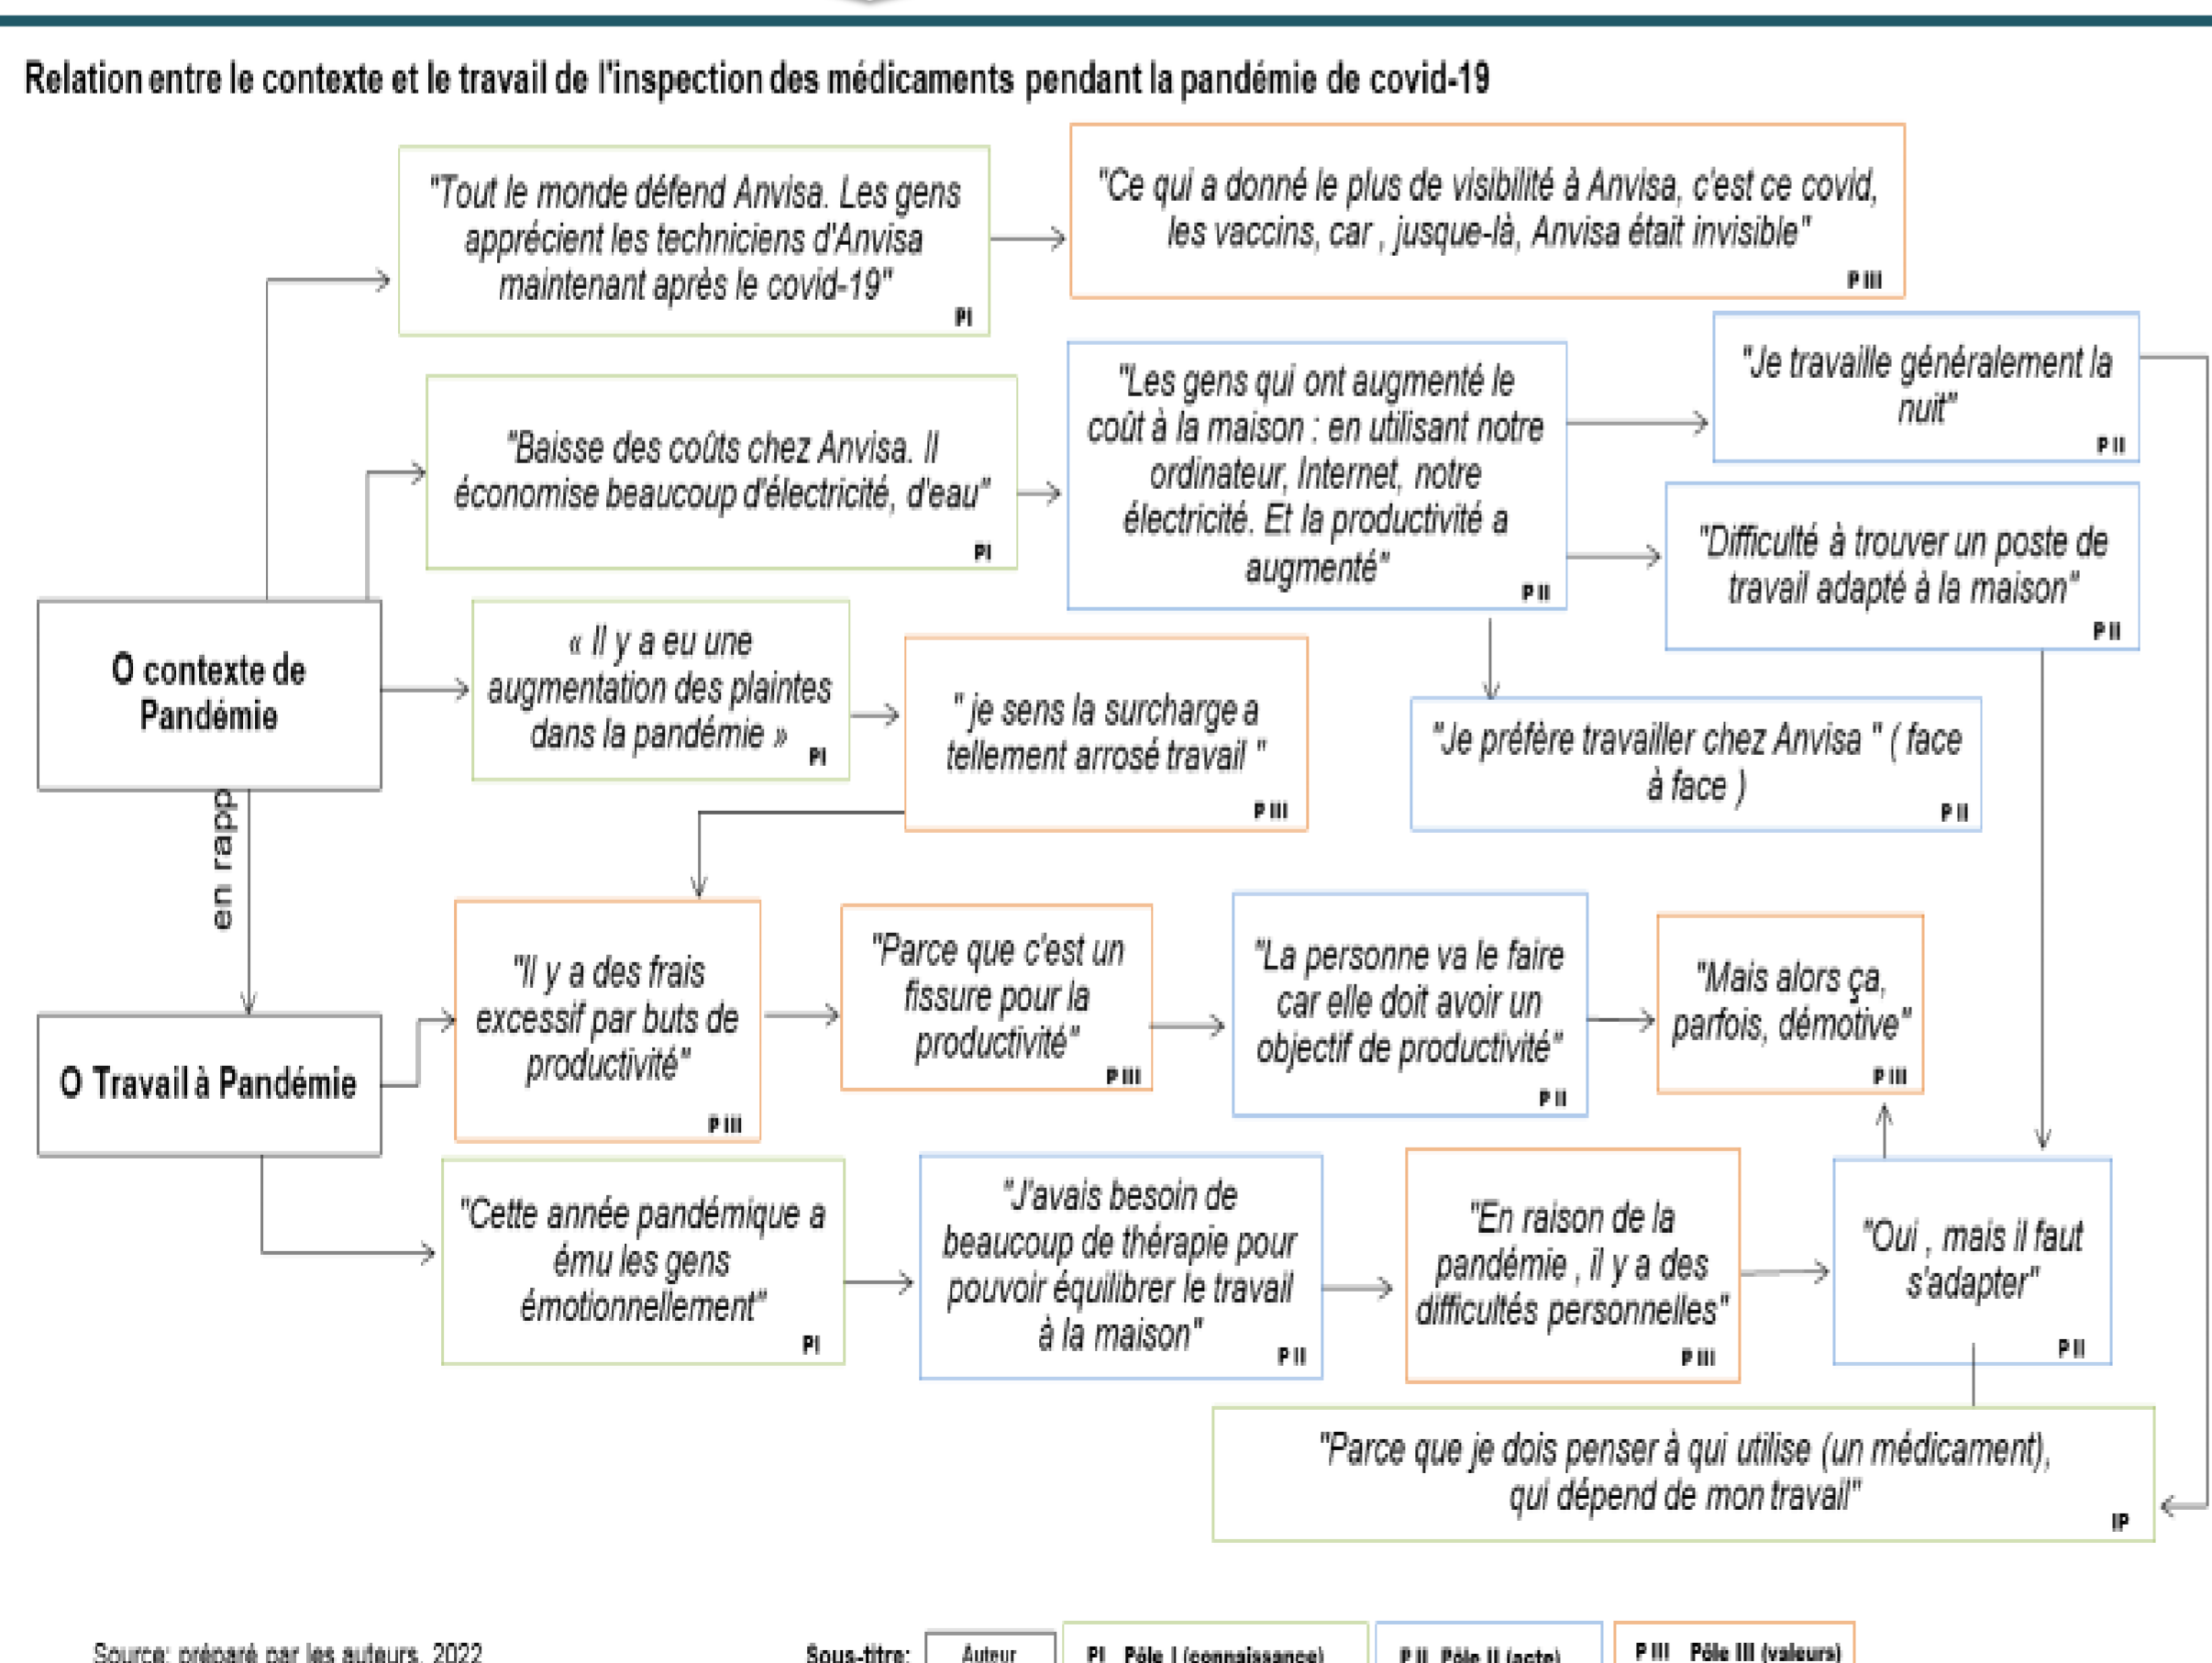 Relation entre le contexte et le travail de l'inspection des médicaments pendant la pandémie de covid-19
"Tout le monde défend Anvisa. Les gens
apprécient les techniciens d'Anvisa
maintenant après le covid-19"
PI
"Ce qui a donné le plus de visibilité à Anvisa, c'est ce covid,
les vaccins, car , jusque-là, Anvisa était invisible"
P III
"Baisse des coûts chez Anvisa. Il
économise beaucoup d'électricité, d'eau"
PI
"Les gens qui ont augmenté le
coût à la maison : en utilisant notre
ordinateur, Internet, notre
électricité. Et la productivité a
augmenté"
P II
"Je travaille généralement la
nuit"
P II
"Difficulté à trouver un poste de
travail adapté à la maison"
P II
O contexte de
Pandémie
« Il y a eu une
augmentation des plaintes
dans la pandémie »
PI
" je sens la surcharge a
tellement arrosé travail "
P III
"Je préfère travailler chez Anvisa " ( face
à face )
P II
en rapp
O Travail à Pandémie
"Il y a des frais
excessif par buts de
productivité"
P III
"Parce que c'est un
fissure pour la
productivité"
P III
"La personne va le faire
car elle doit avoir un
objectif de productivité"
P II
"Mais alors ça,
parfois, démotive"
P III
"Cette année pandémique a
ému les gens
émotionnellement"
PI
"J'avais besoin de
beaucoup de thérapie pour
pouvoir équilibrer le travail
à la maison"
P II
"En raison de la
pandémie , il y a des
difficultés personnelles"
P III
"Oui , mais il faut
s'adapter"
P II
"Parce que je dois penser à qui utilise (un médicament),
qui dépend de mon travail"
IP
Source: préparé par les auteurs, 2022
Sous-titre:
Auteur
PI Pôle I (connaissance)
P II Pôle II (acte)
P III Pôle III (valeurs)